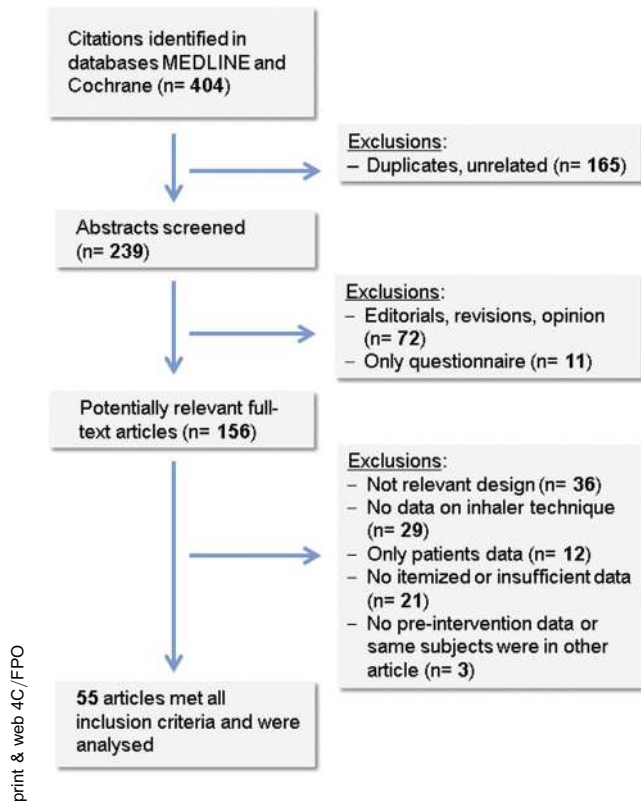 Citations identified in
databases MEDLINE and
Cochrane (n= 404)
Exclusions:
– Duplicates, unrelated (n= 165)
Abstracts screened
(n= 239)
Exclusions:
– Editorials, revisions, opinion
(n= 72)
– Only questionnaire (n= 11)
Potentially relevant full-
text articles (n= 156)
Exclusions:
– Not relevant design (n= 36)
– No data on inhaler technique
(n= 29)
– Only patients data (n= 12)
– No itemized or insufficient data
(n= 21)
– No pre-intervention data or
same subjects were in other
article (n= 3)
55 articles met all
inclusion criteria and were
analysed
print & web 4C/FPO